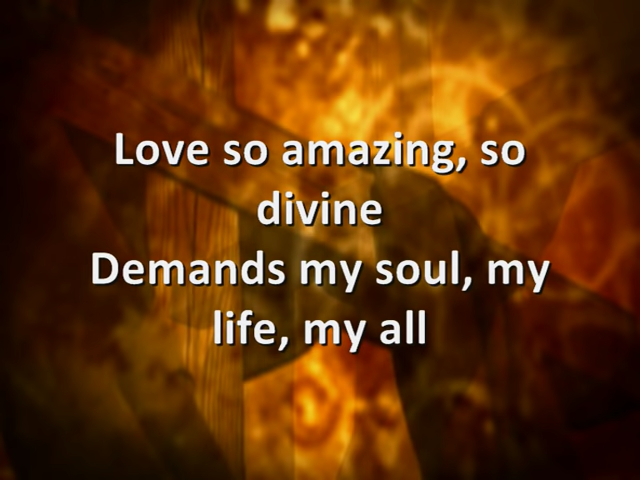 Love so amazing, so
divine
Demands my soul, my
life, my all